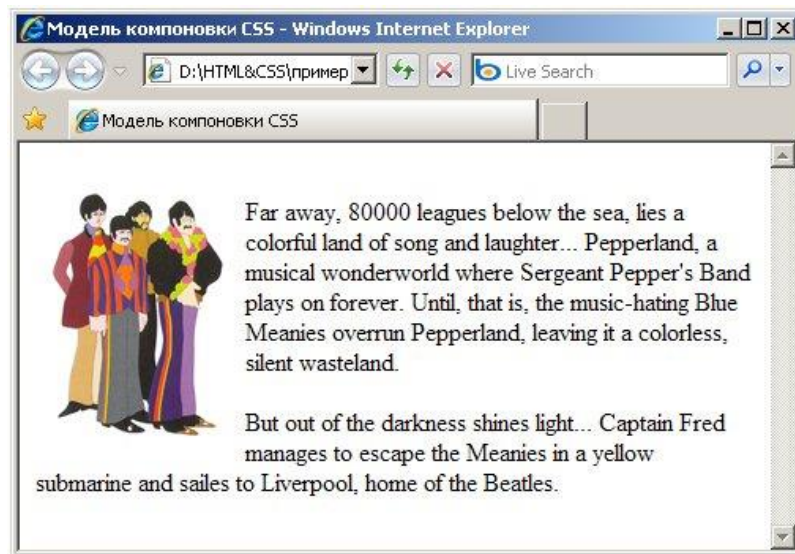 Модель компоновки CSS - Windows Internet Explorer
D:\HTML&CSS\пример
Live Search
Модель компоновки CSS
Far away, 80000 leagues below the sea, lies a
colorful land of song and laughter... Pepperland, a
musical wonderworld where Sergeant Pepper's Band
plays on forever. Until, that is, the music-hating Blue
Meanies overrun Pepperland, leaving it a colorless,
silent wasteland.
But out of the darkness shines light... Captain Fred
manages to escape the Meanies in a yellow
submarine and sailes to Liverpool, home of the Beatles.